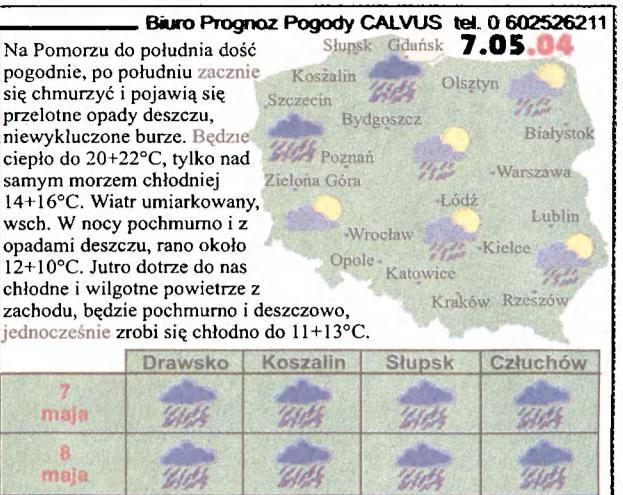 Biuro Prognoz Pogody CALVUS tel. 0 602526211
7.05.04
Na Pomorzu do południa dość
pogodnie, po południu zacznie
się chmurzyć i pojawią się
przelotne opady deszczu,
niewykluczone burze. Będzie
ciepło do 20+22°C, tylko nad
samym morzem chłodniej
14+16°C. Wiatr umiarkowany,
wsch. W nocy pochmurno i z
opadami deszczu, rano około
12+10°C. Jutro dotrze do nas
chłodne i wilgotne powietrze z
zachodu, będzie pochmurno i deszczowo,
jednocześnie zrobi się chłodno do 11+13°C.
Słupsk Gdańsk
Koszalin Olsztyn
Szczecin
Bydgoszcz
Białystok
Poznań
Warszawa
Zielona Góra
Łódź
Lublin
Wrocław
Kielce
Opole
Katowice
Kraków Rzeszów
Drawsko Koszalin Słupsk Człuchów
7
maja
8
maja